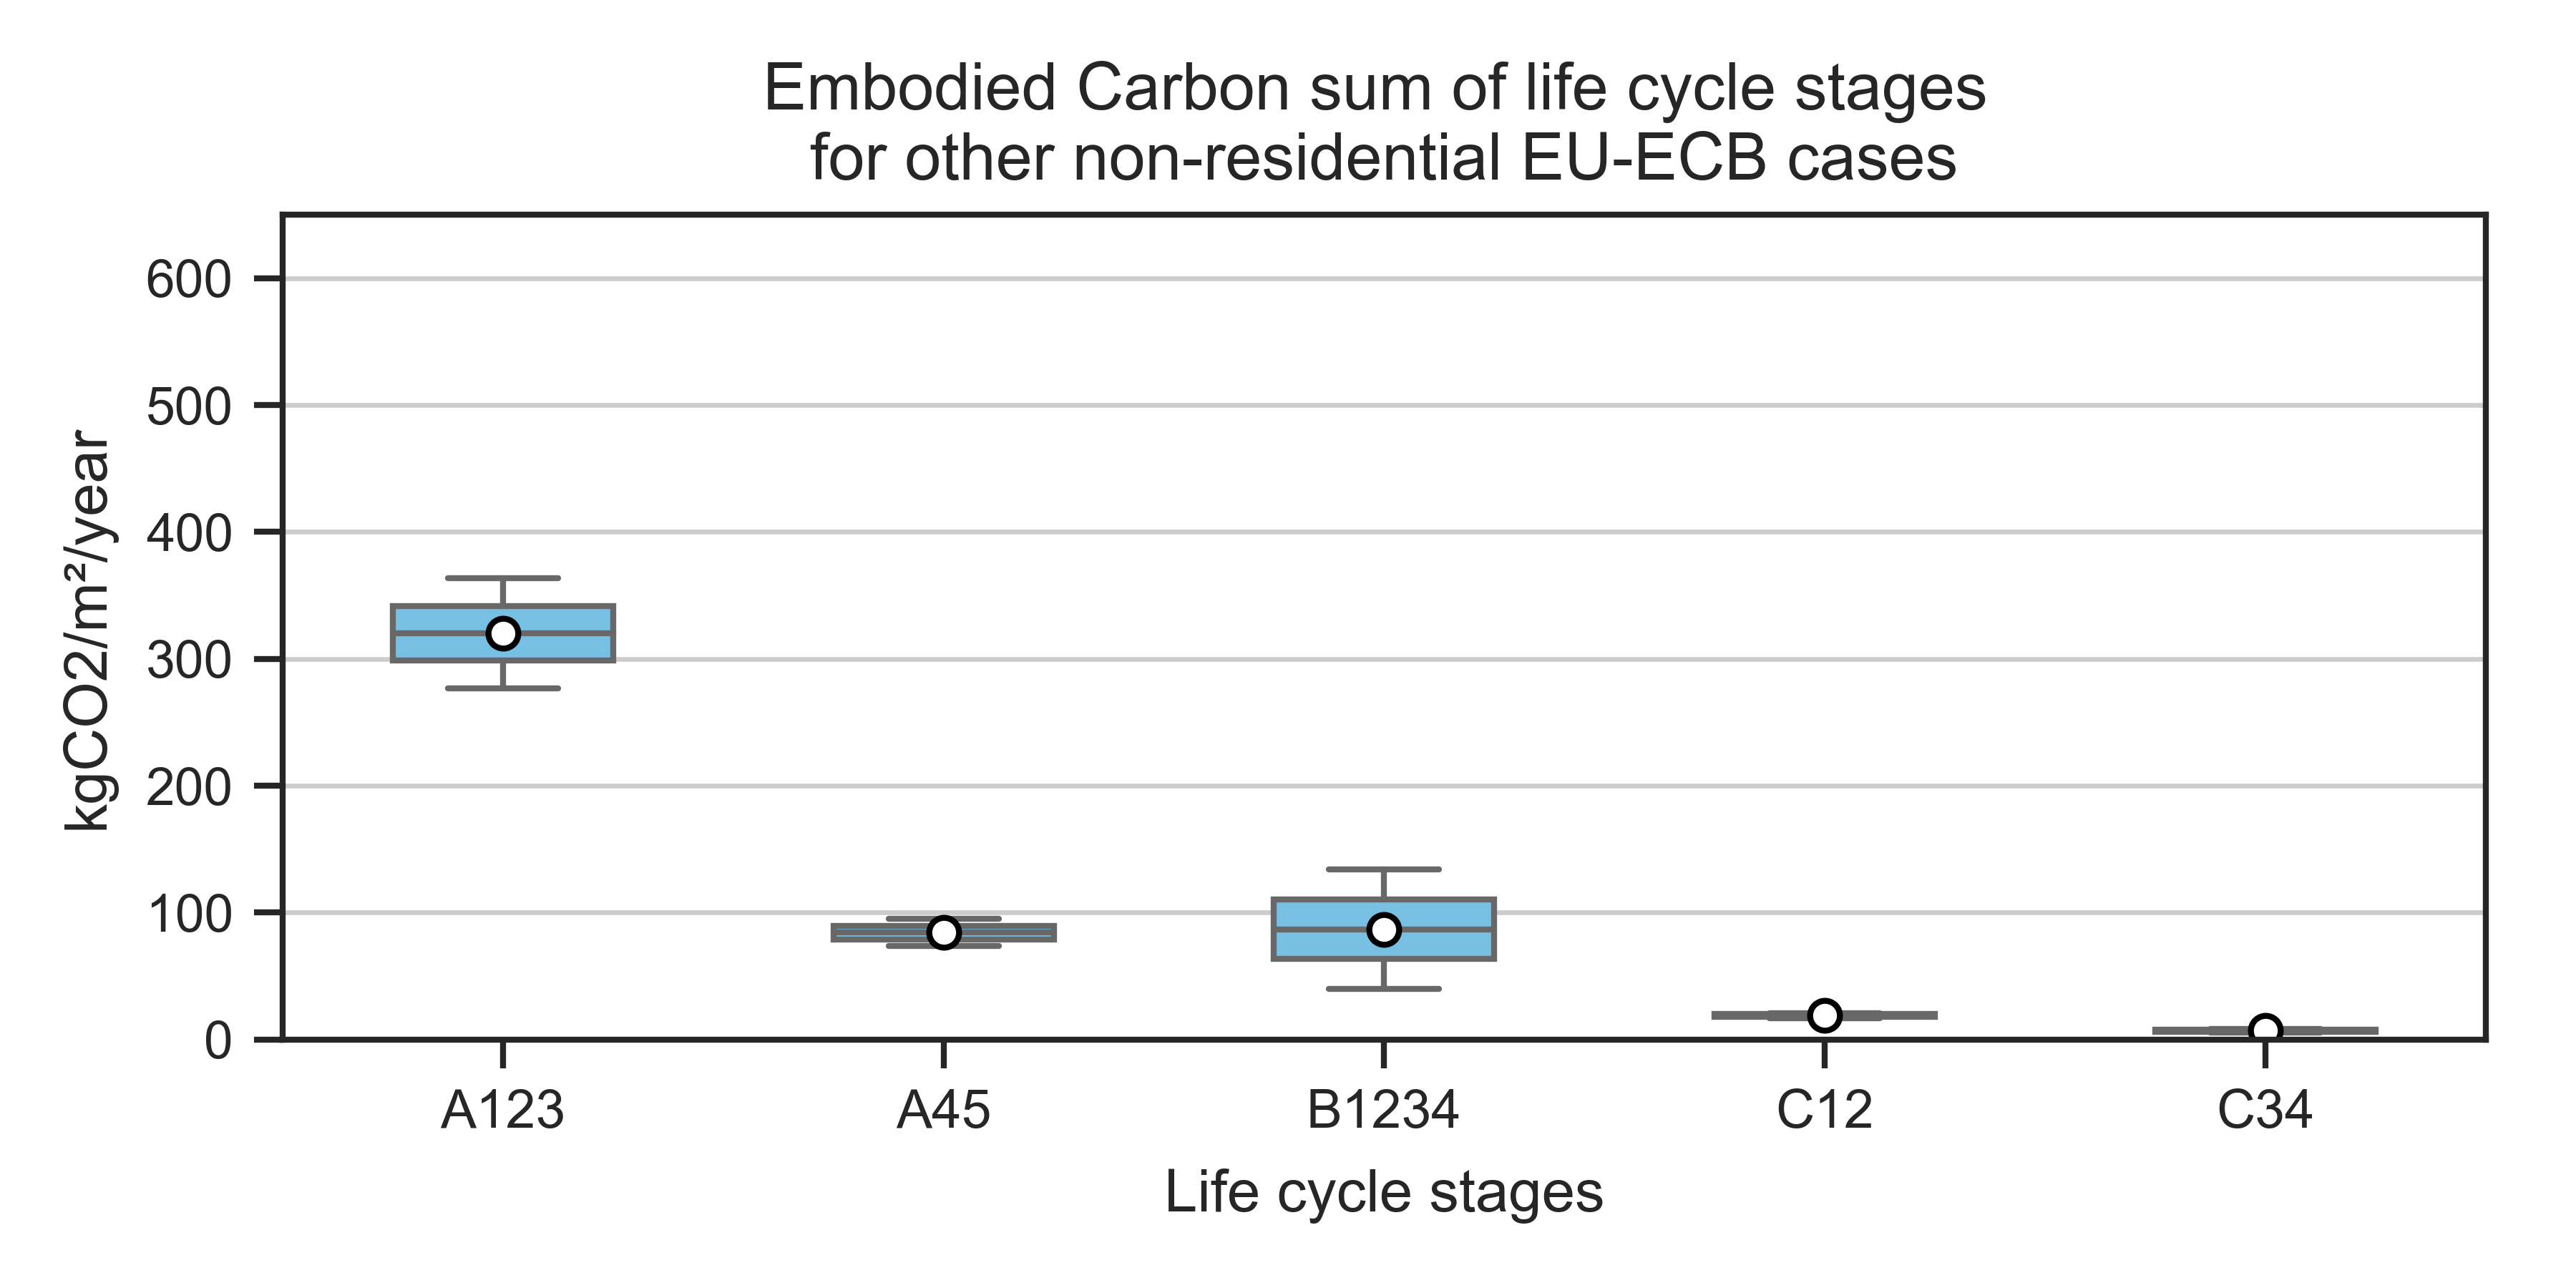 Embodied Carbon sum of life cycle stages
for other non-residential EU-ECB cases
kgCO2/m²/year
600
500
400
300
200
100
0
A123
A45
B1234
C12
C34
Life cycle stages